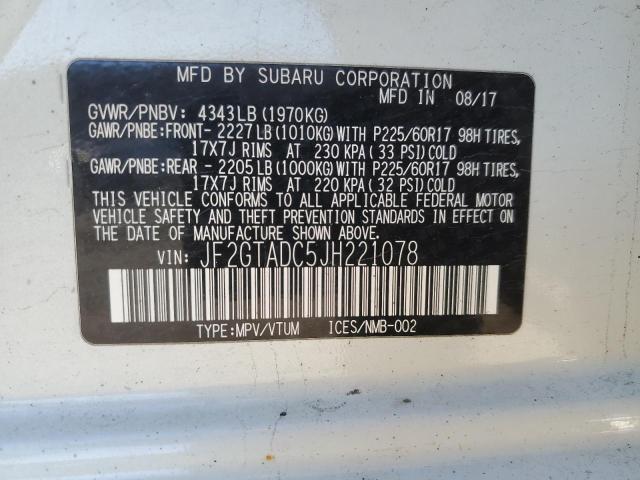 MFD BY SUBARU CORPORATION
MFD IN 08/17
GVWR/PNBV: 4343LB (1970KG)
GAWR/PNBE:FRONT- 2227LB (1010KG) WITH P225/60R17 98H TIRES,
17X7J RIMS AT 230 KPA (33 PSI) COLD
GAWR/PNBE:REAR - 2205LB (1000KG) WITH P225/60R17 98H TIRES,
17X7J RIMS AT 220 KPA (32 PSI) COLD
THIS VEHICLE CONFORMS TO ALL APPLICABLE FEDERAL MOTOR
VEHICLE SAFETY AND THEFT PREVENTION STANDARDS IN EFFECT
ON THE DATE OF MANUFACTURE SHOWN ABOVE.
VIN: JF2GTADC5JH221078
TYPE:MPV/VTUM ICES/NMB-002